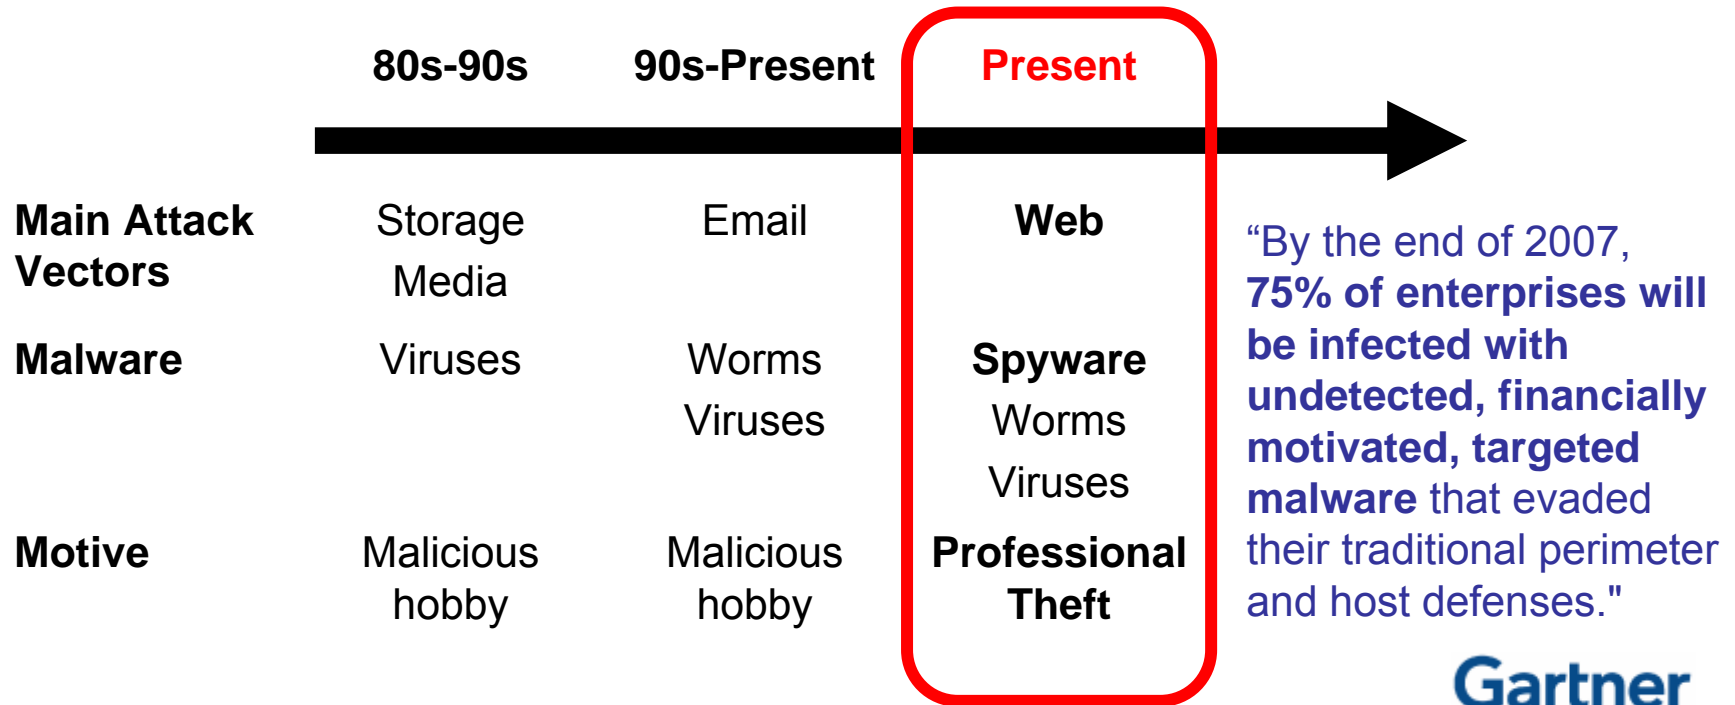 80s-90s 90s-Present Present
Main Attack Vectors Storage Media Email Web
Malware Viruses Worms Viruses Spyware Worms Viruses
Motive Malicious hobby Malicious hobby Professional Theft
“By the end of 2007,
75% of enterprises will
be infected with
undetected, financially
motivated, targeted
malware that evaded
their traditional perimeter
and host defenses."
Gartner